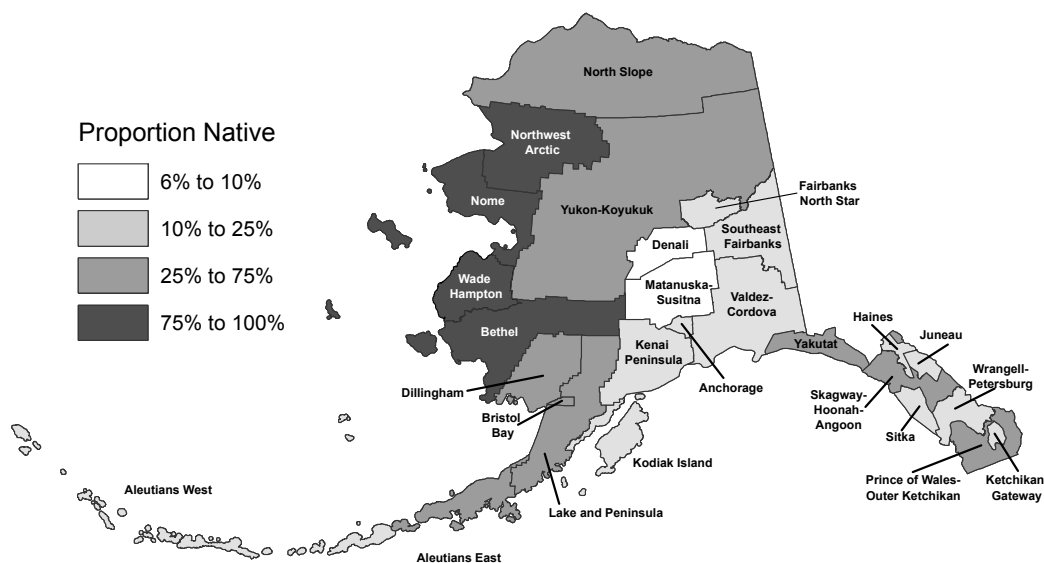 North Slope
Proportion Native
6% to 10%
10% to 25%
25% to 75%
75% to 100%
Northwest
Arctic
Nome
Yukon-Koyukuk
Fairbanks
North Star
Denali
Southeast
Fairbanks
Wade
Hampton
Matanuska-
Susitna
Valdez-
Cordova
Bethel
Kenai
Peninsula
Anchorage
Yakutat
Haines
Juneau
Wrangell-
Petersburg
Dillingham
Bristol
Bay
Skagway-
Hoonah-
Angoon
Sitka
Kodiak Island
Prince of Wales-
Outer Ketchikan
Ketchikan
Gateway
Aleutians West
Lake and Peninsula
Aleutians East